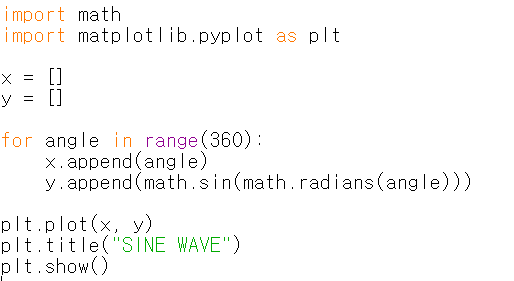 import math
import matplotlib.pyplot as plt
x = []
y = []
for angle in range(360):
    x.append(angle)
    y.append(math.sin(math.radians(angle)))
plt.plot(x, y)
plt.title("SINE WAVE")
plt.show()